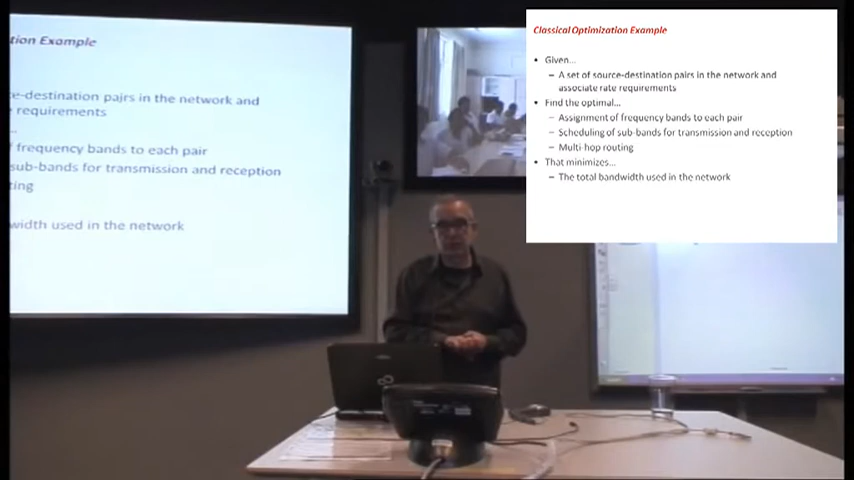 tion Example
e-destination pairs in the network and
requirements
frequency bands to each pair
sub-bands for transmission and reception
ting
width used in the network
Classical Optimization Example
• Given...
– A set of source-destination pairs in the network and
associate rate requirements
• Find the optimal...
– Assignment of frequency bands to each pair
– Scheduling of sub-bands for transmission and reception
– Multi-hop routing
• That minimizes...
– The total bandwidth used in the network